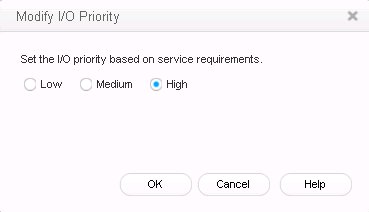 Modify I/O Priority
Set the I/O priority based on service requirements.
Low Medium High
OK Cancel Help